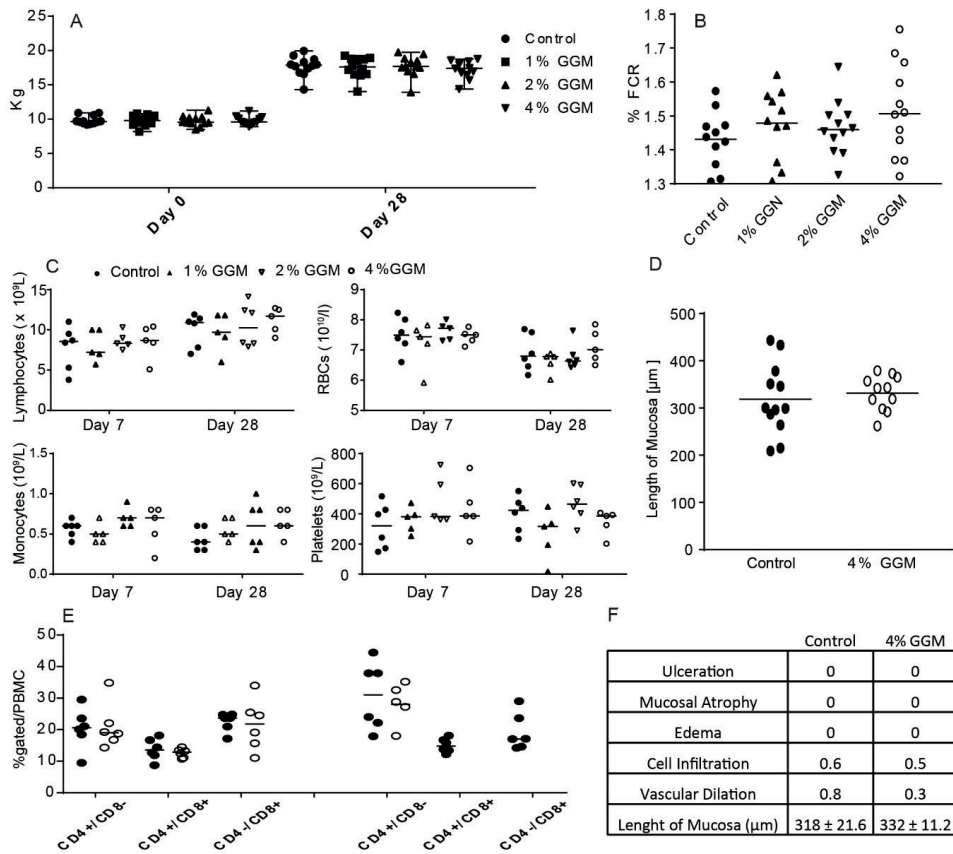 A
Kg
25
20
15
10
5
0
Day 0
Day 28
Control
1% GGM
2% GGM
4% GGM
B
% FCR
1.8
1.7
1.6
1.5
1.4
1.3
Control
1% GGN
2% GGM
4% GGM
C
Control 1% GGM 2% GGM 4%GGM
Lymphocytes ( x 10⁹L)
15
10
5
0
Day 7 Day 28
RBCs (10¹⁰/l)
9
8
7
6
5
Day 7 Day 28
Monocytes (10⁹/L)
1.5
1.0
0.5
0.0
Day 7 Day 28
Platelets (10⁹/L)
800
600
400
200
0
Day 7 Day 28
D
Length of Mucosa [µm]
500
400
300
200
100
0
Control 4% GGM
E
%gated/PBMC
50
40
30
20
10
0
CD4+/CD8-
CD4+/CD8+
CD4-/CD8+
CD4+/CD8-
CD4+/CD8+
CD4-/CD8+
F
Control 4% GGM
Ulceration 0 0
Mucosal Atrophy 0 0
Edema 0 0
Cell Infiltration 0.6 0.5
Vascular Dilation 0.8 0.3
Lenght of Mucosa (µm) 318 ± 21.6 332 ± 11.2